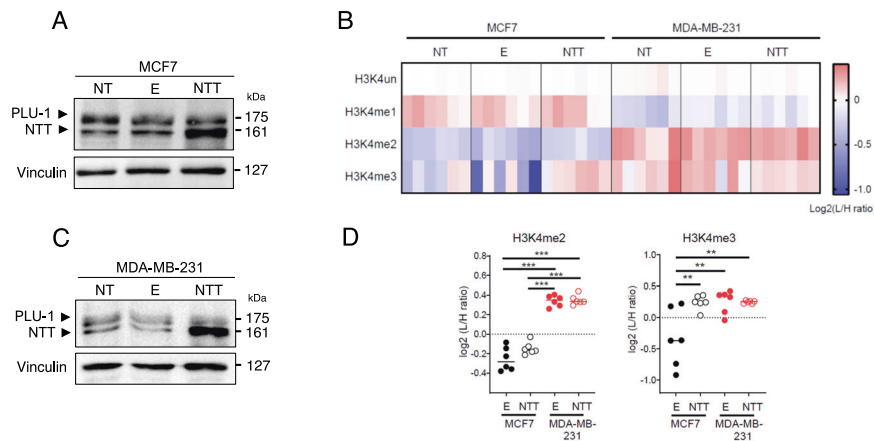 A
MCF7
NT E NTT
kDa
PLU-1
175
NTT
161
Vinculin
127
B
MCF7 MDA-MB-231
NT E NTT NT E NTT
H3K4un
H3K4me1
H3K4me2
H3K4me3
0
-0.5
-1.0
Log2(L/H ratio)
C
MDA-MB-231
NT E NTT
kDa
PLU-1
175
NTT
161
Vinculin
127
D
H3K4me2
***
***
***
***
0.8
0.6
0.4
0.2
0.0
-0.2
-0.4
log2 (L/H ratio)
E NTT E NTT
MCF7 MDA-MB-
231
H3K4me3
**
**
**
1.0
0.5
0.0
-0.5
-1.0
log2 (L/H ratio)
E NTT E NTT
MCF7 MDA-MB-
231